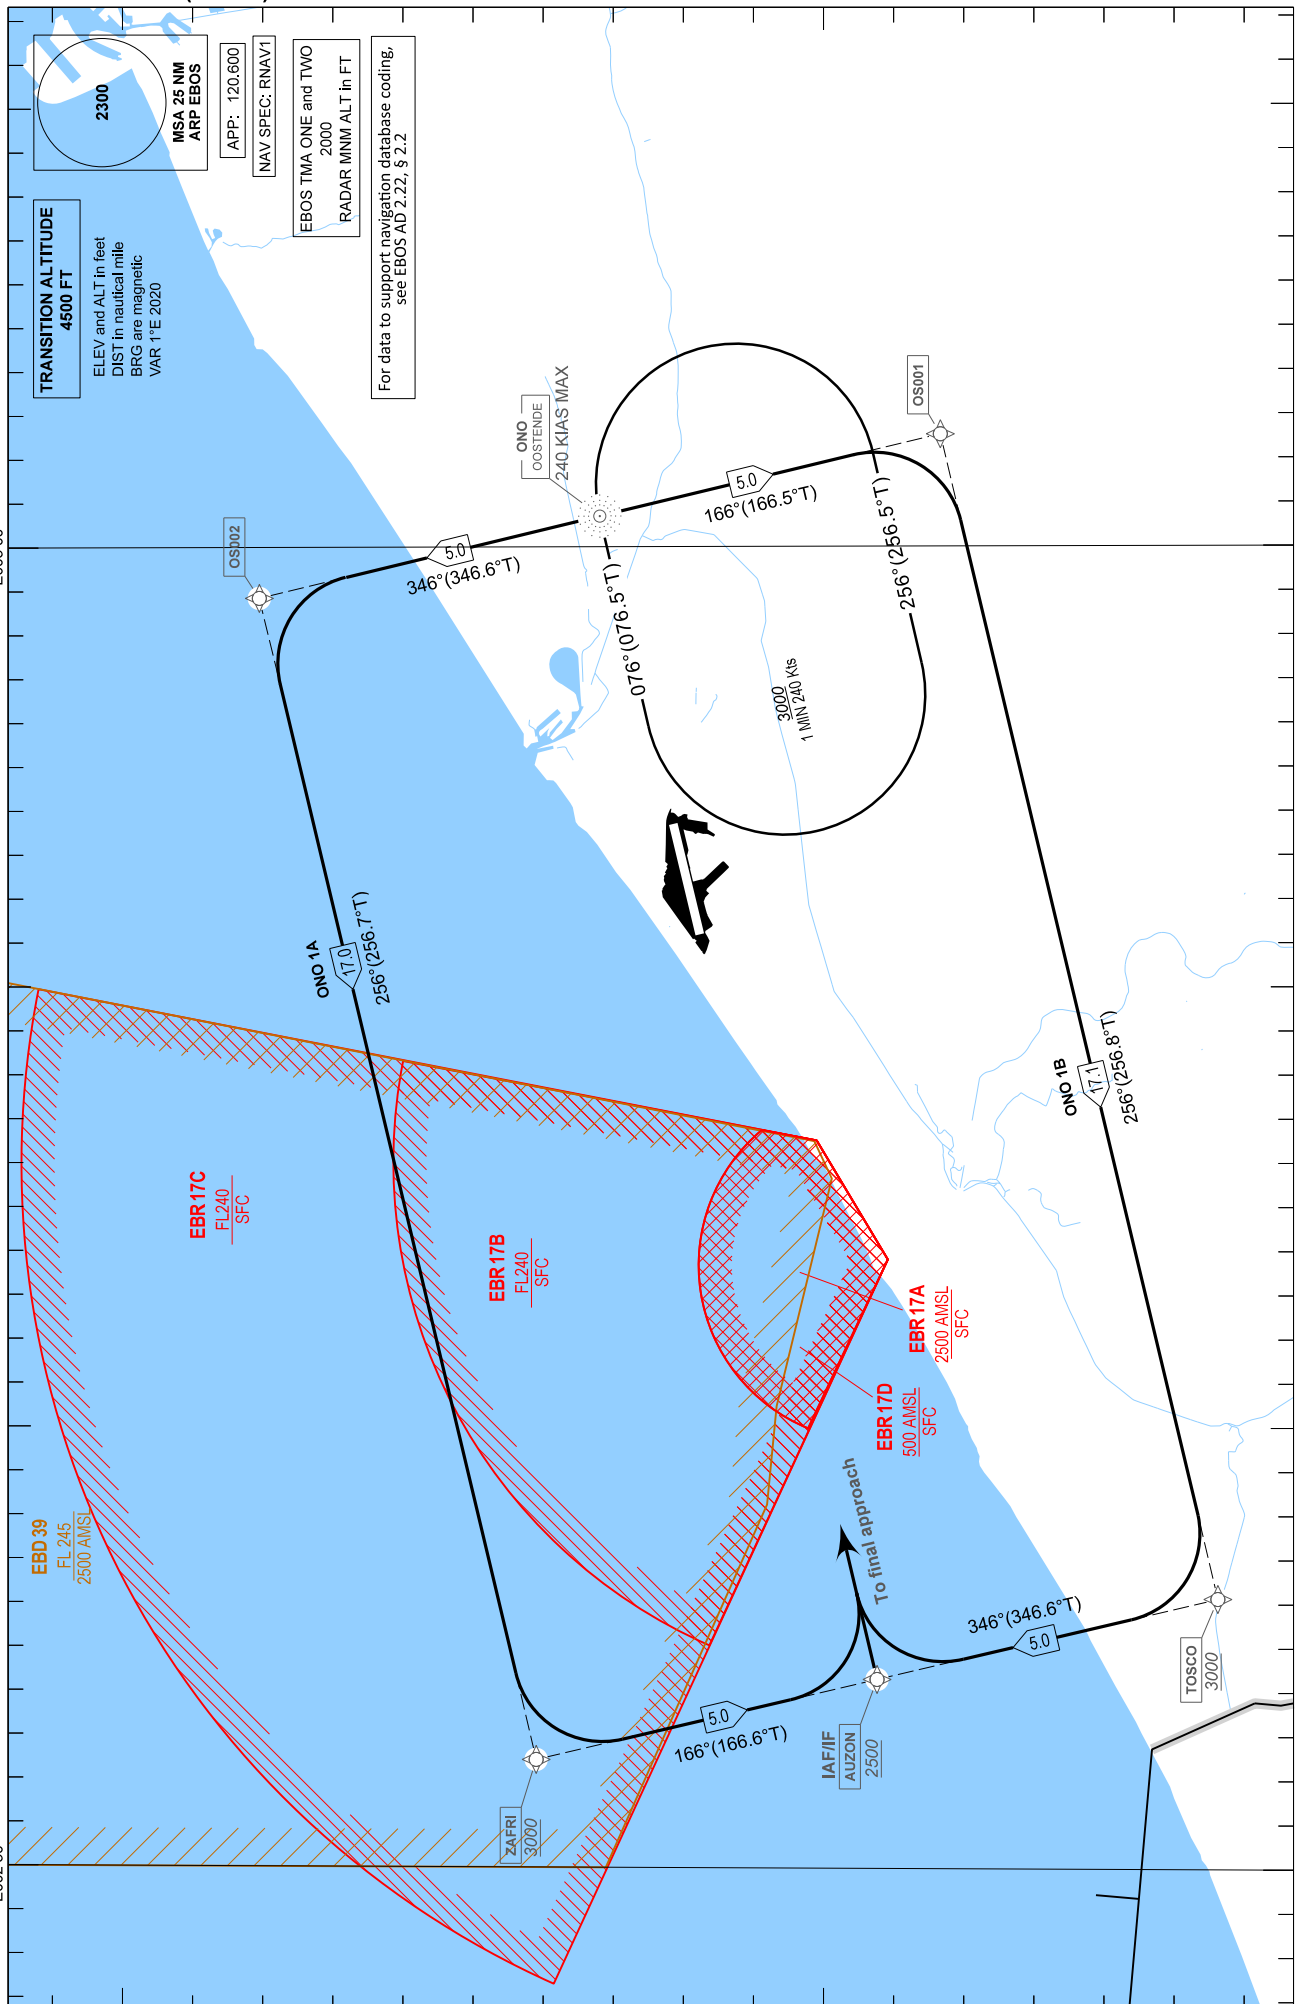 2300
MSA 25 NM
ARP EBOS
APP: 120.600
NAV SPEC: RNAV1
EBOS TMA ONE and TWO
2000
RADAR MNM ALT in FT
For data to support navigation database coding,
see EBOS AD 2.22, § 2.2
TRANSITION ALTITUDE
4500 FT
ELEV and ALT in feet
DIST in nautical mile
BRG are magnetic
VAR 1°E 2020
ONO
OOSTENDE
240 KIAS MAX
OS001
OS002
5.0
166°(166.5°T)
5.0
346°(346.6°T)
076°(076.5°T)
256°(256.5°T)
3000
1 MIN 240 Kts
ONO 1A
17.0
256°(256.7°T)
ONO 1B
17.1
256°(256.8°T)
EBR17C
FL240
SFC
EBR17B
FL240
SFC
EBR17A
2500 AMSL
SFC
EBR17D
500 AMSL
SFC
EBD39
FL 245
2500 AMSL
To final approach
346°(346.6°T)
5.0
TOSCO
3000
5.0
166°(166.6°T)
IAF/IF
AUZON
2500
ZAFRI
3000